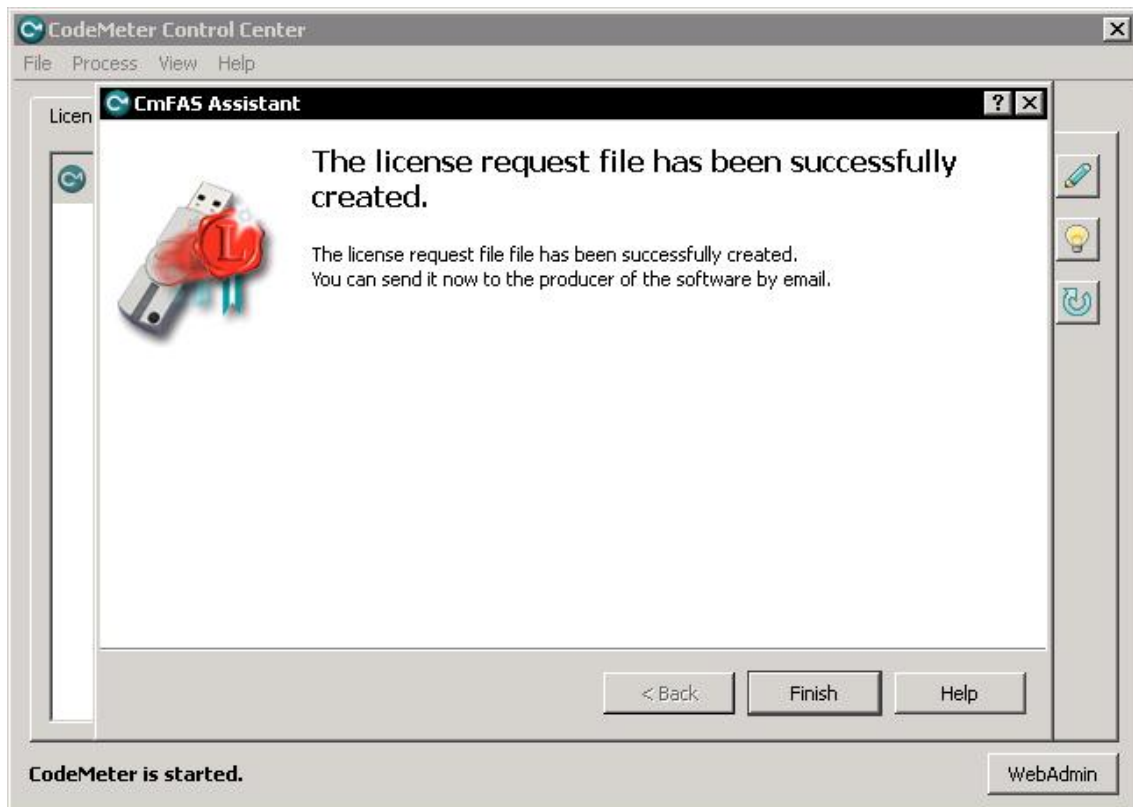 CodeMeter Control Center
File Process View Help
Licen
CmFAS Assistant
The license request file has been successfully
created.
The license request file file has been successfully created.
You can send it now to the producer of the software by email.
L
< Back Finish Help
CodeMeter is started.
WebAdmin